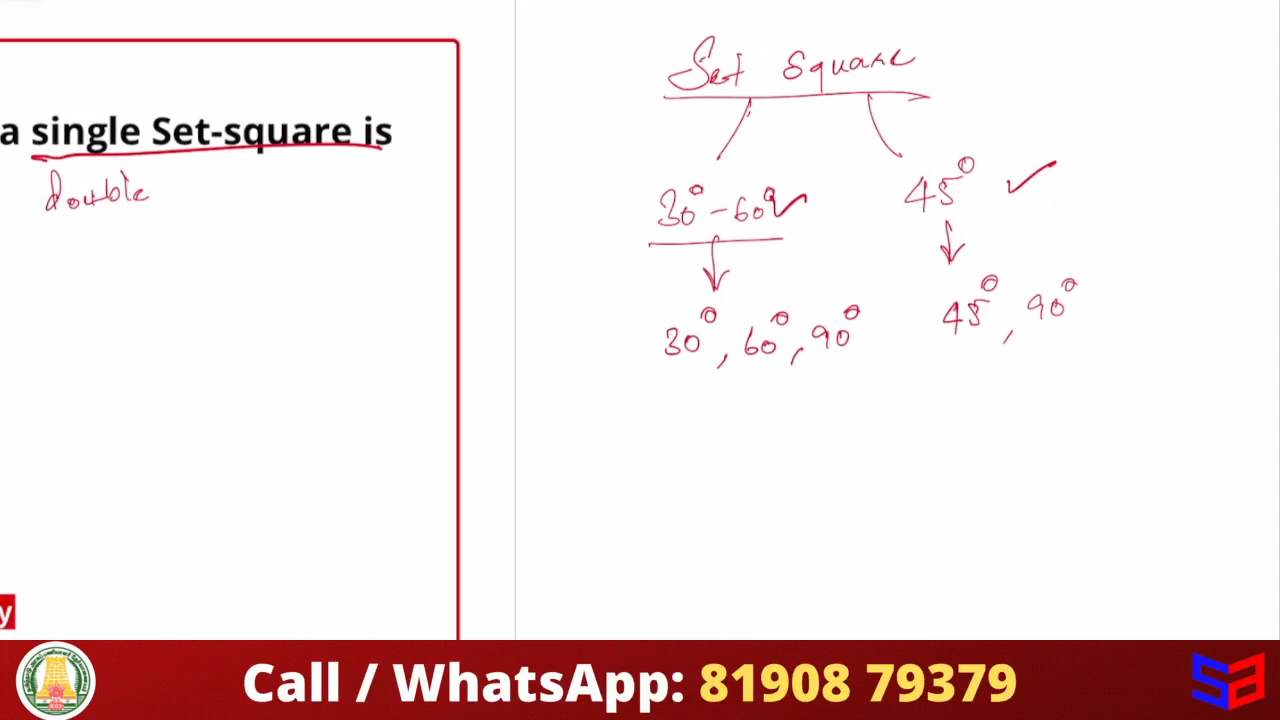 a single Set-square is
double
Set square
30° - 60° 45°
30°, 60°, 90° 45°, 90°
y
Call / WhatsApp: 81908 79379
SA